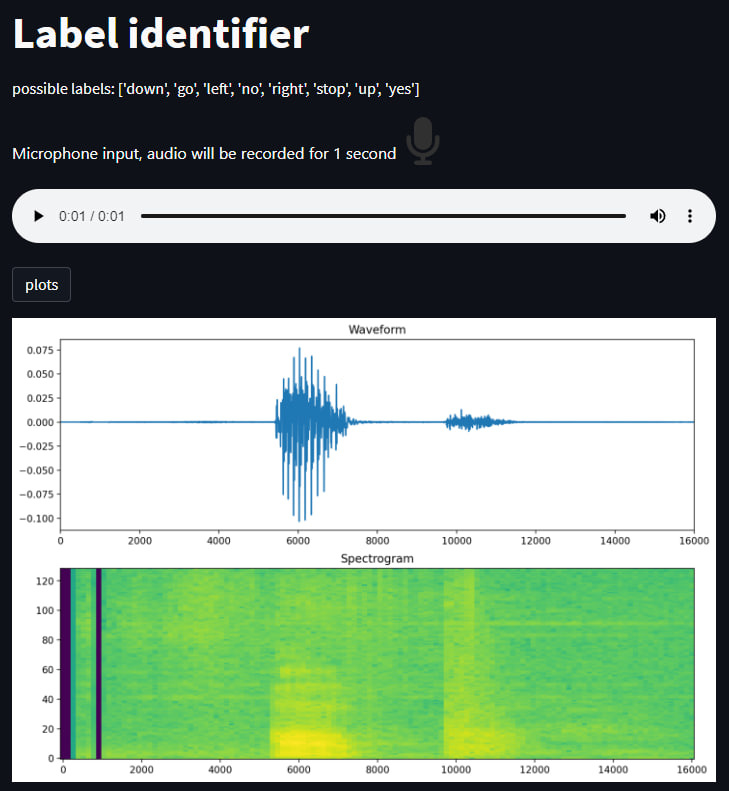 Label identifier
possible labels: ['down', 'go', 'left', 'no', 'right', 'stop', 'up', 'yes']
Microphone input, audio will be recorded for 1 second
0:01 / 0:01
plots
Waveform
0.075
0.050
0.025
0.000
−0.025
−0.050
−0.075
−0.100
0 2000 4000 6000 8000 10000 12000 14000 16000
Spectrogram
120
100
80
60
40
20
0
0 2000 4000 6000 8000 10000 12000 14000 16000